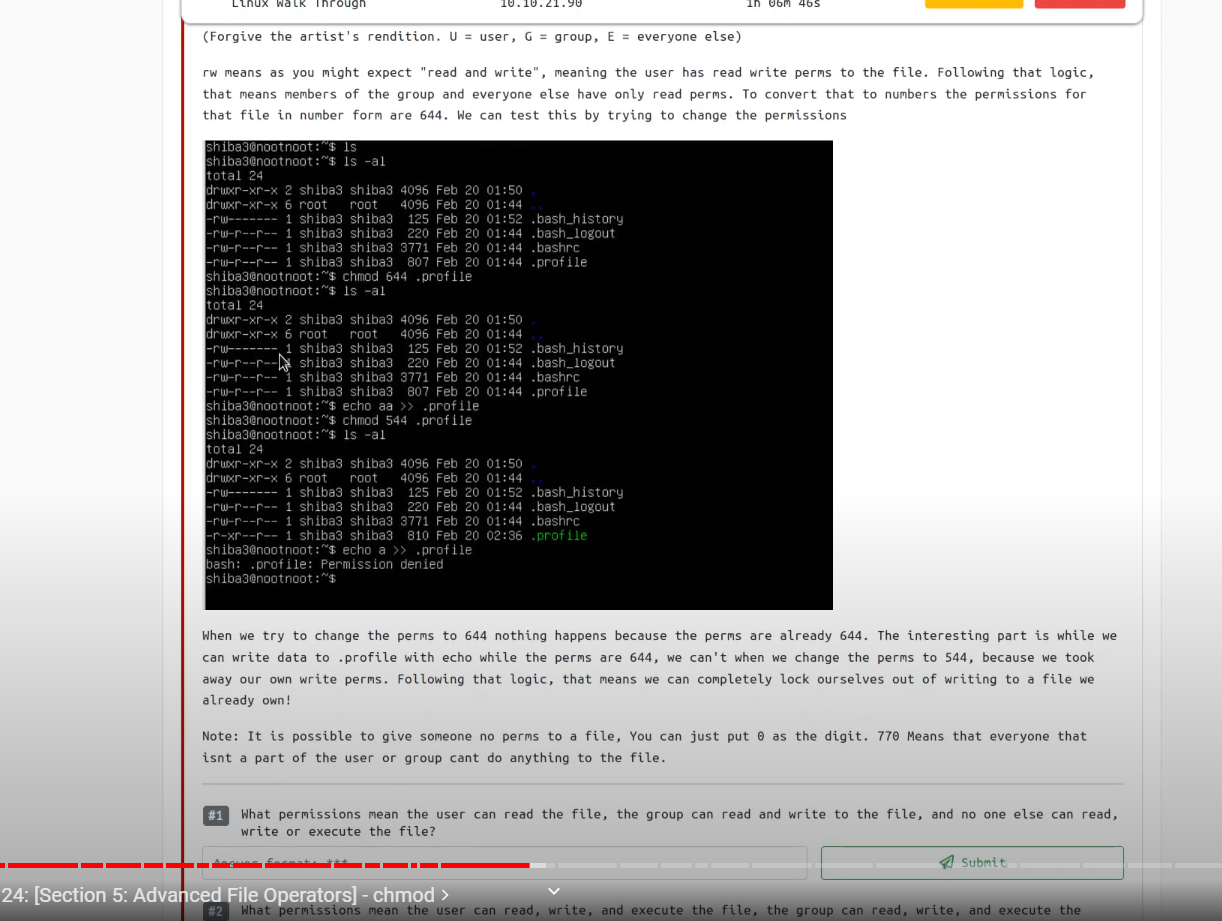 Linux Walk Through 10.10.21.90 1h 06m 46s
(Forgive the artist's rendition. U = user, G = group, E = everyone else)
rw means as you might expect "read and write", meaning the user has read write perms to the file. Following that logic,
that means members of the group and everyone else have only read perms. To convert that to numbers the permissions for
that file in number form are 644. We can test this by trying to change the permissions
shiba3@nootnoot:~$ ls
shiba3@nootnoot:~$ ls -al
total 24
drwxr-xr-x 2 shiba3 shiba3 4096 Feb 20 01:50 .
drwxr-xr-x 6 root root 4096 Feb 20 01:44 ..
-rw------- 1 shiba3 shiba3 125 Feb 20 01:52 .bash_history
-rw-r--r-- 1 shiba3 shiba3 220 Feb 20 01:44 .bash_logout
-rw-r--r-- 1 shiba3 shiba3 3771 Feb 20 01:44 .bashrc
-rw-r--r-- 1 shiba3 shiba3 807 Feb 20 01:44 .profile
shiba3@nootnoot:~$ chmod 644 .profile
shiba3@nootnoot:~$ ls -al
total 24
drwxr-xr-x 2 shiba3 shiba3 4096 Feb 20 01:50 .
drwxr-xr-x 6 root root 4096 Feb 20 01:44 ..
-rw------- 1 shiba3 shiba3 125 Feb 20 01:52 .bash_history
-rw-r--r-- 1 shiba3 shiba3 220 Feb 20 01:44 .bash_logout
-rw-r--r-- 1 shiba3 shiba3 3771 Feb 20 01:44 .bashrc
-rw-r--r-- 1 shiba3 shiba3 807 Feb 20 01:44 .profile
shiba3@nootnoot:~$ echo aa >> .profile
shiba3@nootnoot:~$ chmod 544 .profile
shiba3@nootnoot:~$ ls -al
total 24
drwxr-xr-x 2 shiba3 shiba3 4096 Feb 20 01:50 .
drwxr-xr-x 6 root root 4096 Feb 20 01:44 ..
-rw------- 1 shiba3 shiba3 125 Feb 20 01:52 .bash_history
-rw-r--r-- 1 shiba3 shiba3 220 Feb 20 01:44 .bash_logout
-rw-r--r-- 1 shiba3 shiba3 3771 Feb 20 01:44 .bashrc
-r-xr--r-- 1 shiba3 shiba3 810 Feb 20 02:36 .profile
shiba3@nootnoot:~$ echo a >> .profile
bash: .profile: Permission denied
shiba3@nootnoot:~$
When we try to change the perms to 644 nothing happens because the perms are already 644. The interesting part is while we
can write data to .profile with echo while the perms are 644, we can't when we change the perms to 544, because we took
away our own write perms. Following that logic, that means we can completely lock ourselves out of writing to a file we
already own!
Note: It is possible to give someone no perms to a file, You can just put 0 as the digit. 770 Means that everyone that
isnt a part of the user or group cant do anything to the file.
#1 What permissions mean the user can read the file, the group can read and write to the file, and no one else can read,
write or execute the file?
Answer format: *** Submit
24: [Section 5: Advanced File Operators] - chmod >
#2 What permissions mean the user can read, write, and execute the file, the group can read, write, and execute the